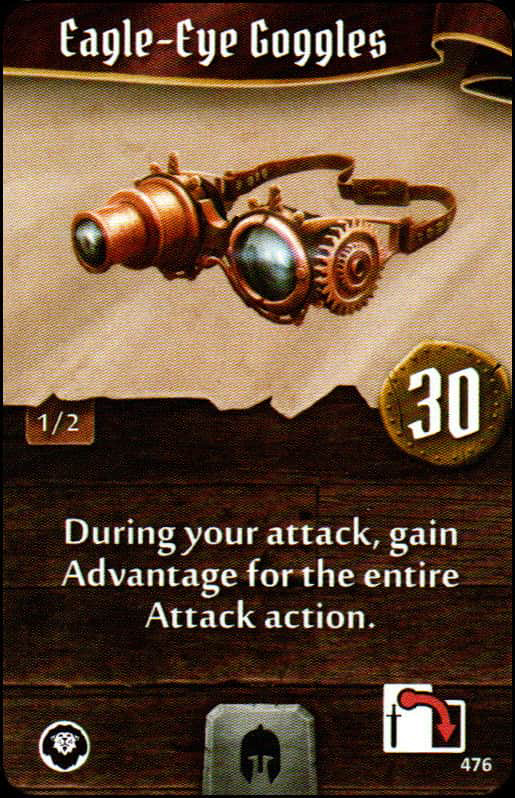 Eagle-Eye Goggles
30
1/2
During your attack, gain
Advantage for the entire
Attack action.
476